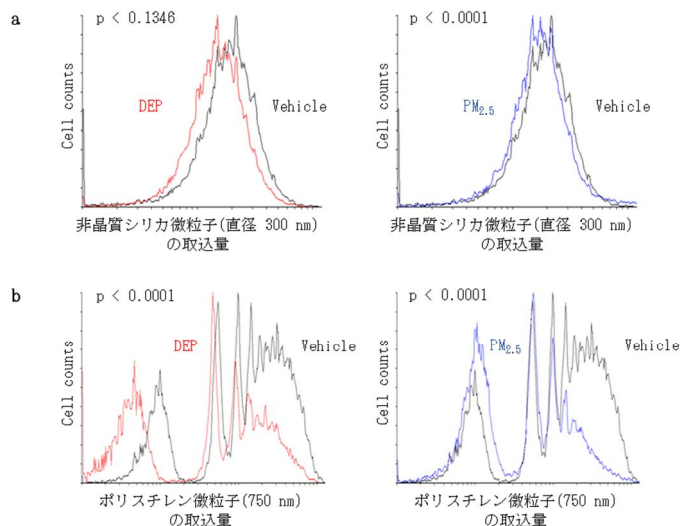 a
p < 0.1346
DEP
Vehicle
Cell counts
非晶質シリカ微粒子(直径 300 nm)
の取込量
p < 0.0001
PM2.5
Vehicle
Cell counts
非晶質シリカ微粒子(直径 300 nm)
の取込量
b
p < 0.0001
DEP
Vehicle
Cell counts
ポリスチレン微粒子(750 nm)
の取込量
p < 0.0001
PM2.5
Vehicle
Cell counts
ポリスチレン微粒子(750 nm)
の取込量